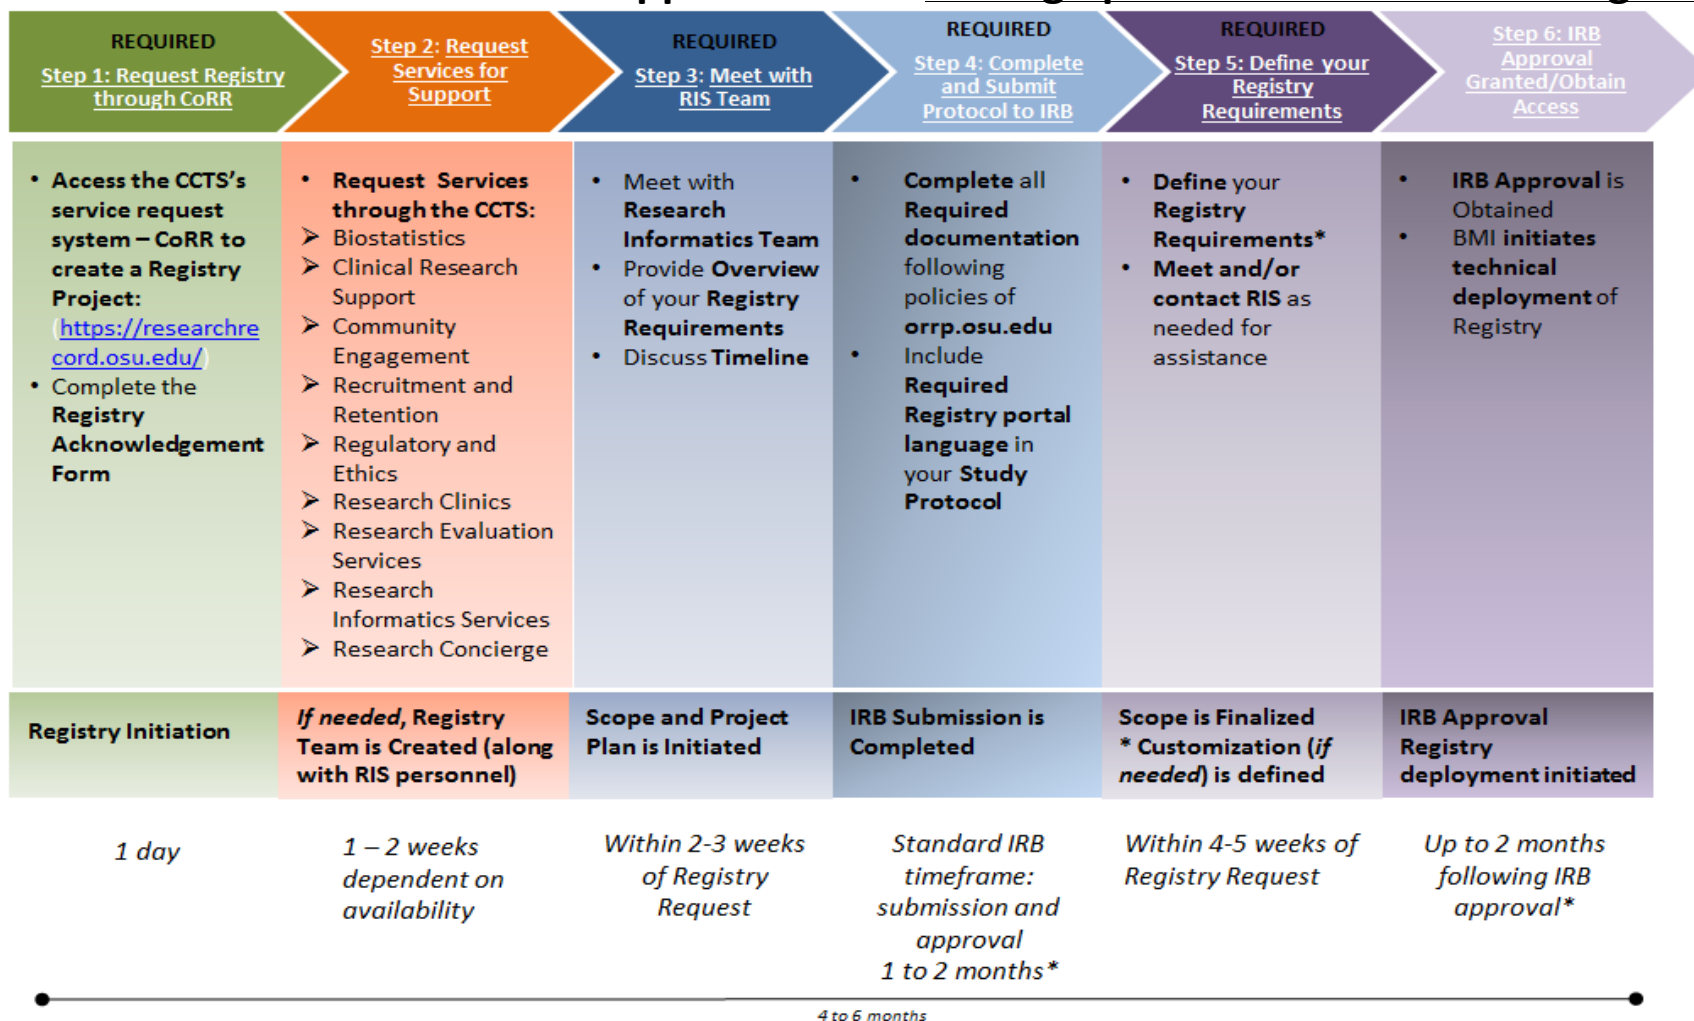 REQUIRED
Step 1: Request Registry
through CoRR
Step 2: Request
Services for
Support
REQUIRED
Step 3: Meet with
RIS Team
REQUIRED
Step 4: Complete
and Submit
Protocol to IRB
REQUIRED
Step 5: Define your
Registry
Requirements
Step 6: IRB
Approval
Granted/Obtain
Access
• Access the CCTS’s
service request
system – CoRR to
create a Registry
Project:
(https://researchre
cord.osu.edu/)
• Complete the
Registry
Acknowledgement
Form
• Request Services
through the CCTS:
➢ Biostatistics
➢ Clinical Research
Support
➢ Community
Engagement
➢ Recruitment and
Retention
➢ Regulatory and
Ethics
➢ Research Clinics
➢ Research Evaluation
Services
➢ Research
Informatics Services
➢ Research Concierge
• Meet with
Research
Informatics Team
• Provide Overview
of your Registry
Requirements
• Discuss Timeline
• Complete all
Required
documentation
following
policies of
orrp.osu.edu
• Include
Required
Registry portal
language in
your Study
Protocol
• Define your
Registry
Requirements*
• Meet and/or
contact RIS as
needed for
assistance
• IRB Approval is
Obtained
• BMI initiates
technical
deployment of
Registry
Registry Initiation
If needed, Registry
Team is Created (along
with RIS personnel)
Scope and Project
Plan is Initiated
IRB Submission is
Completed
Scope is Finalized
* Customization (if
needed) is defined
IRB Approval
Registry
deployment initiated
1 day
1 – 2 weeks
dependent on
availability
Within 2-3 weeks
of Registry
Request
Standard IRB
timeframe:
submission and
approval
1 to 2 months*
Within 4-5 weeks of
Registry Request
Up to 2 months
following IRB
approval*
4 to 6 months